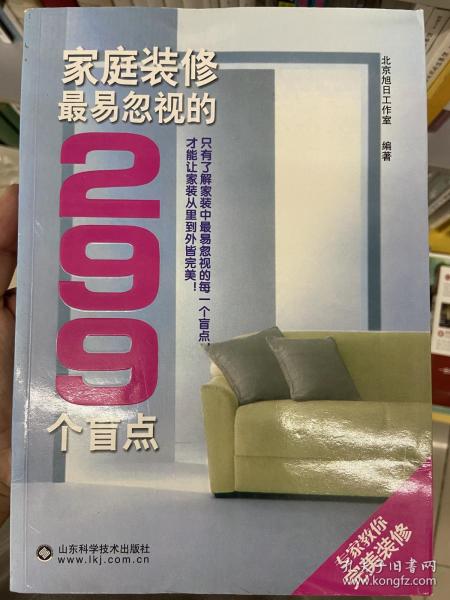 家庭装修
最易忽视的
299
个盲点
北京旭日工作室 编著
只有了解家装中最易忽视的每一个盲点，
才能让家装从里到外皆完美！
专家教你
完美装修
山东科学技术出版社
www.lkj.com.cn
孔夫子旧书网
www.kongfz.com